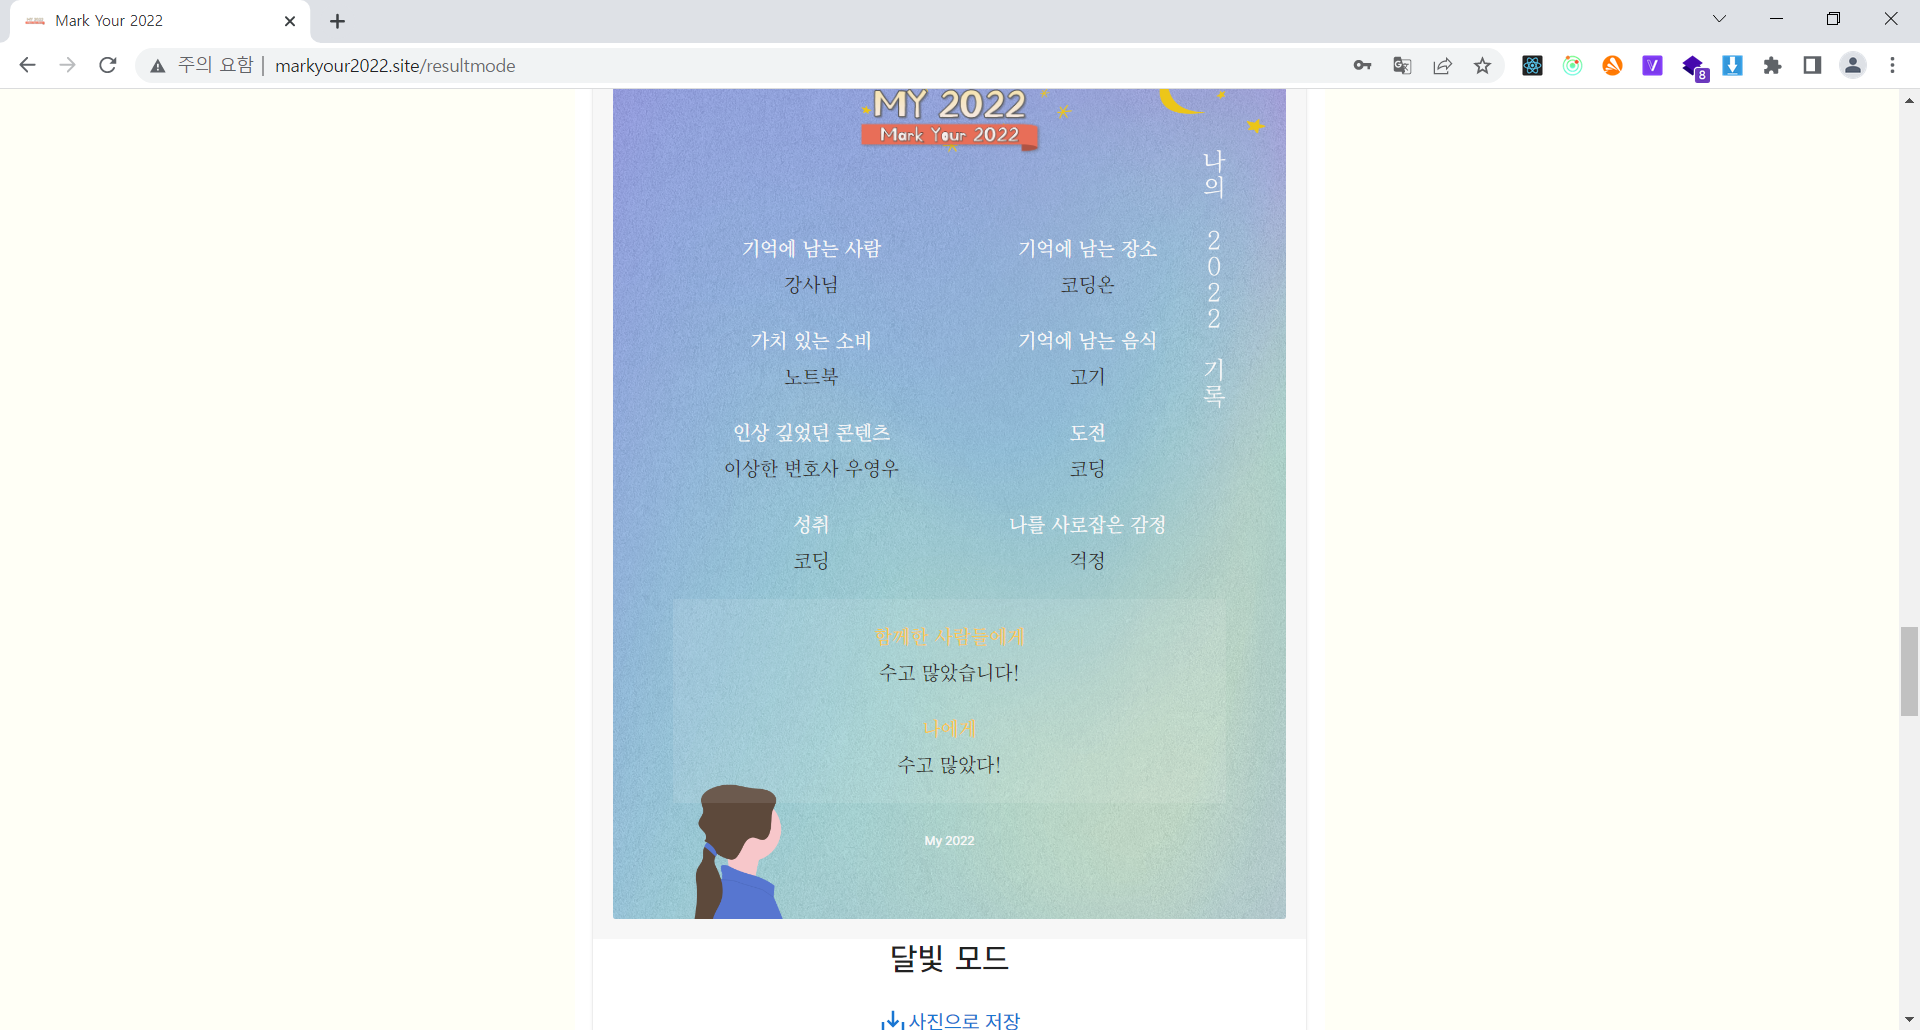 Mark Your 2022
주의 요함 | markyour2022.site/resultmode
8
MY 2022
Mark Your 2022
나의 2022 기록
기억에 남는 사람
강사님
기억에 남는 장소
코딩온
가치 있는 소비
노트북
기억에 남는 음식
고기
인상 깊었던 콘텐츠
이상한 변호사 우영우
도전
코딩
성취
코딩
나를 사로잡은 감정
걱정
함께한 사람들에게
수고 많았습니다!
나에게
수고 많았다!
My 2022
달빛 모드
사진으로 저장